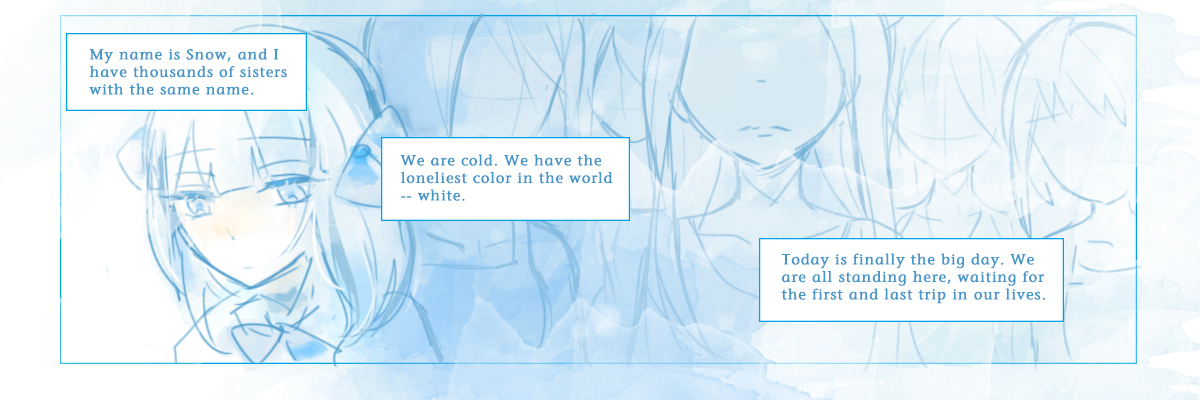 My name is Snow, and I
have thousands of sisters
with the same name.
We are cold. We have the
loneliest color in the world
-- white.
Today is finally the big day. We
are all standing here, waiting for
the first and last trip in our lives.